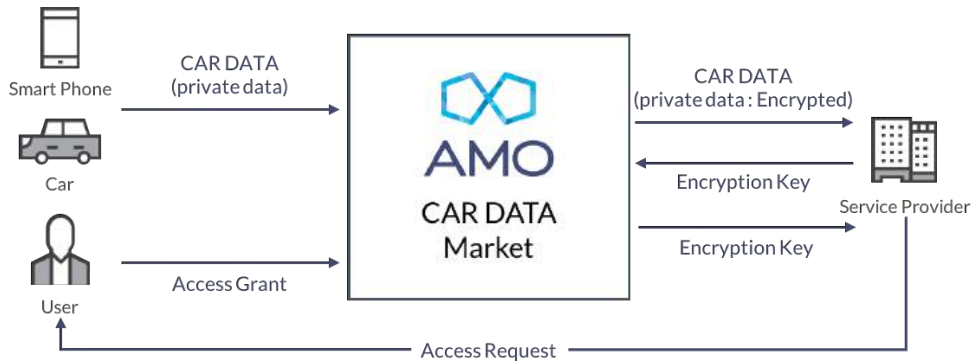 Smart Phone
Car
User
CAR DATA
(private data)
Access Grant
AMO
CAR DATA
Market
CAR DATA
(private data : Encrypted)
Encryption Key
Encryption Key
Service Provider
Access Request